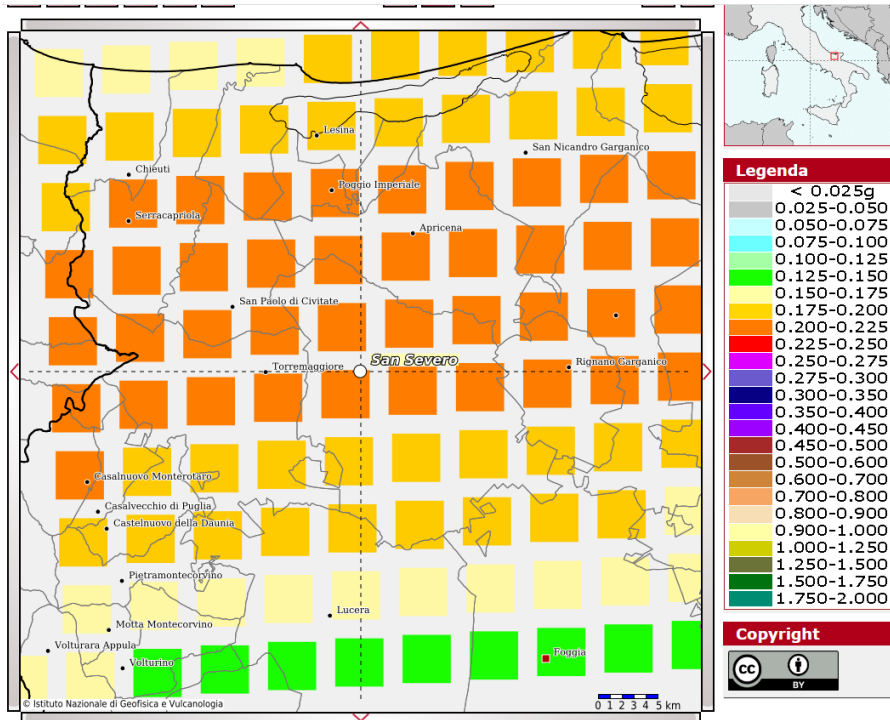 Lesina
San Nicandro Garganico
Chieuti
Poggio Imperiale
Serracapriola
Apricena
San Paolo di Civitate
San Severo
Torremaggiore
Rignano Garganico
Casalnuovo Monterotaro
Casalvecchio di Puglia
Castelnuovo della Daunia
Pietramontecorvino
Lucera
Motta Montecorvino
Volturara Appula
Volturino
Foggia
© Istituto Nazionale di Geofisica e Vulcanologia
0 1 2 3 4 5 km
Legenda
< 0.025g
0.025-0.050
0.050-0.075
0.075-0.100
0.100-0.125
0.125-0.150
0.150-0.175
0.175-0.200
0.200-0.225
0.225-0.250
0.250-0.275
0.275-0.300
0.300-0.350
0.350-0.400
0.400-0.450
0.450-0.500
0.500-0.600
0.600-0.700
0.700-0.800
0.800-0.900
0.900-1.000
1.000-1.250
1.250-1.500
1.500-1.750
1.750-2.000
Copyright
cc
BY